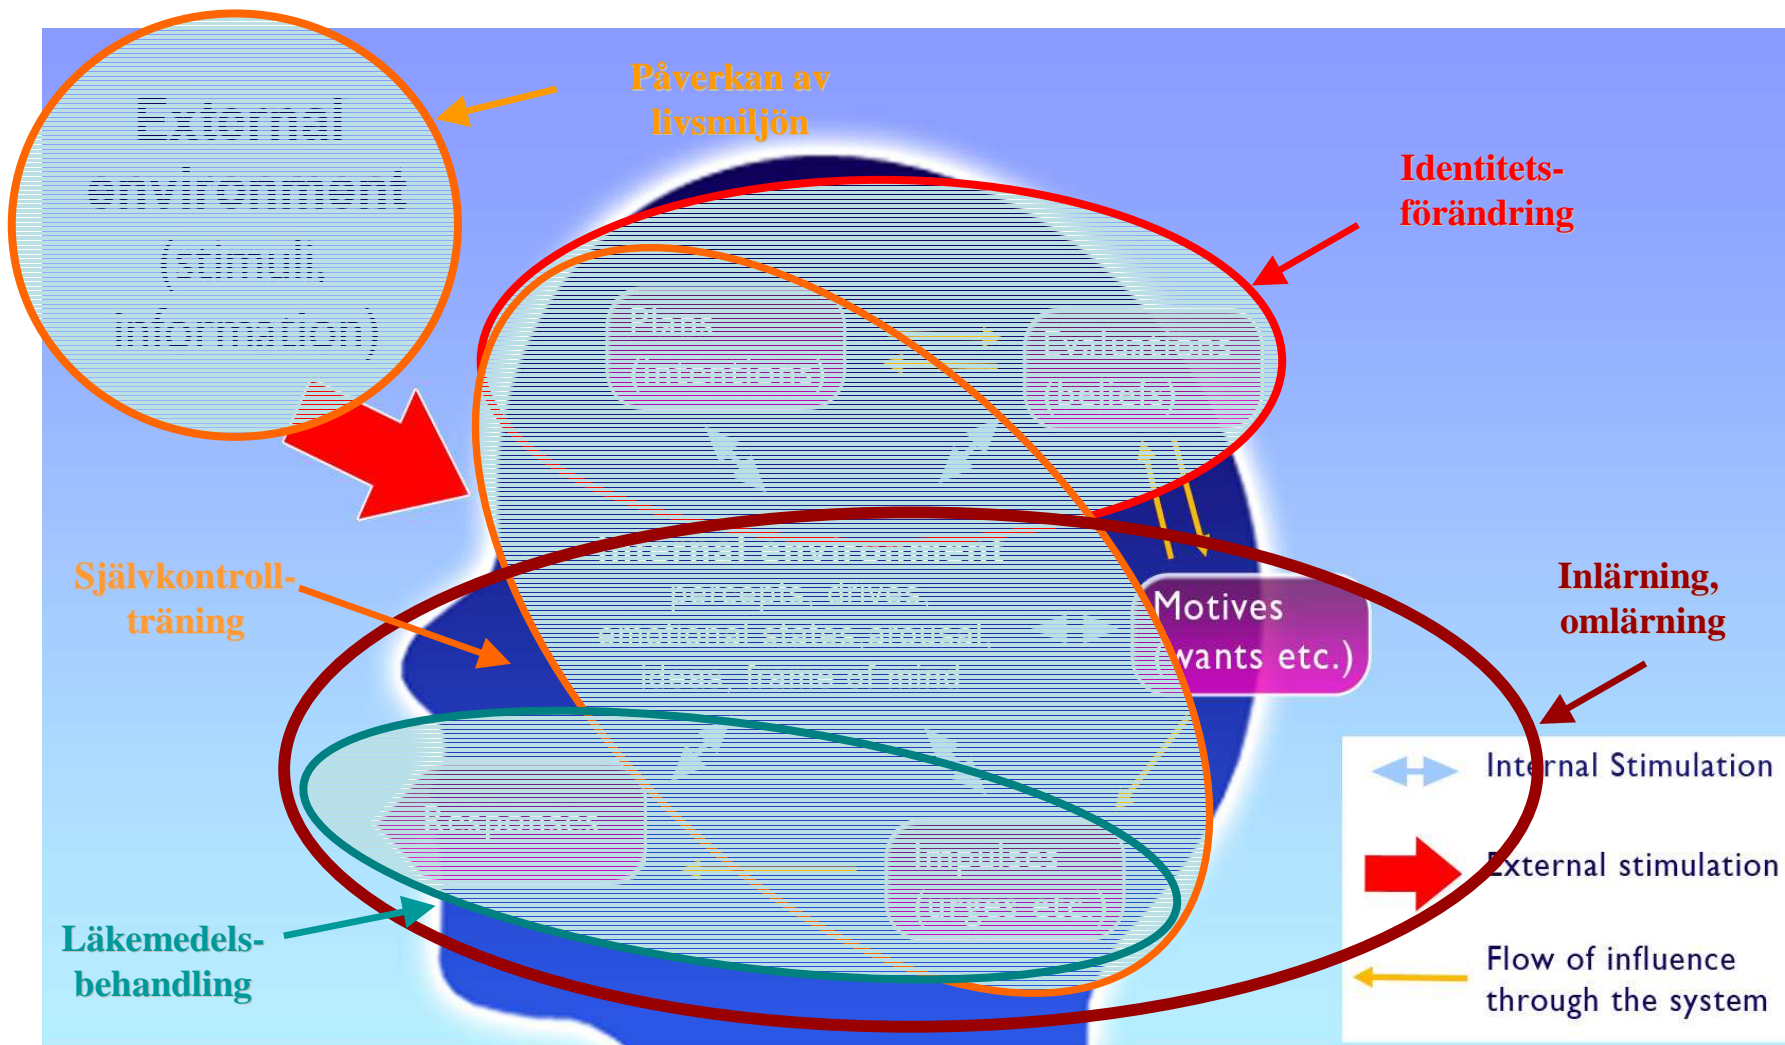 Påverkan av
livsmiljön
External
environment
(stimuli,
information)
Identitets-
förändring
Plans
(intentions)
Evaluations
(beliefs)
Internal environment
percepts, drives,
emotional states, arousal,
ideas, frame of mind
Självkontroll-
träning
Motives
(wants etc.)
Inlärning,
omlärning
Responses
Impulses
(urges etc.)
Läkemedels-
behandling
Internal Stimulation
External stimulation
Flow of influence
through the system